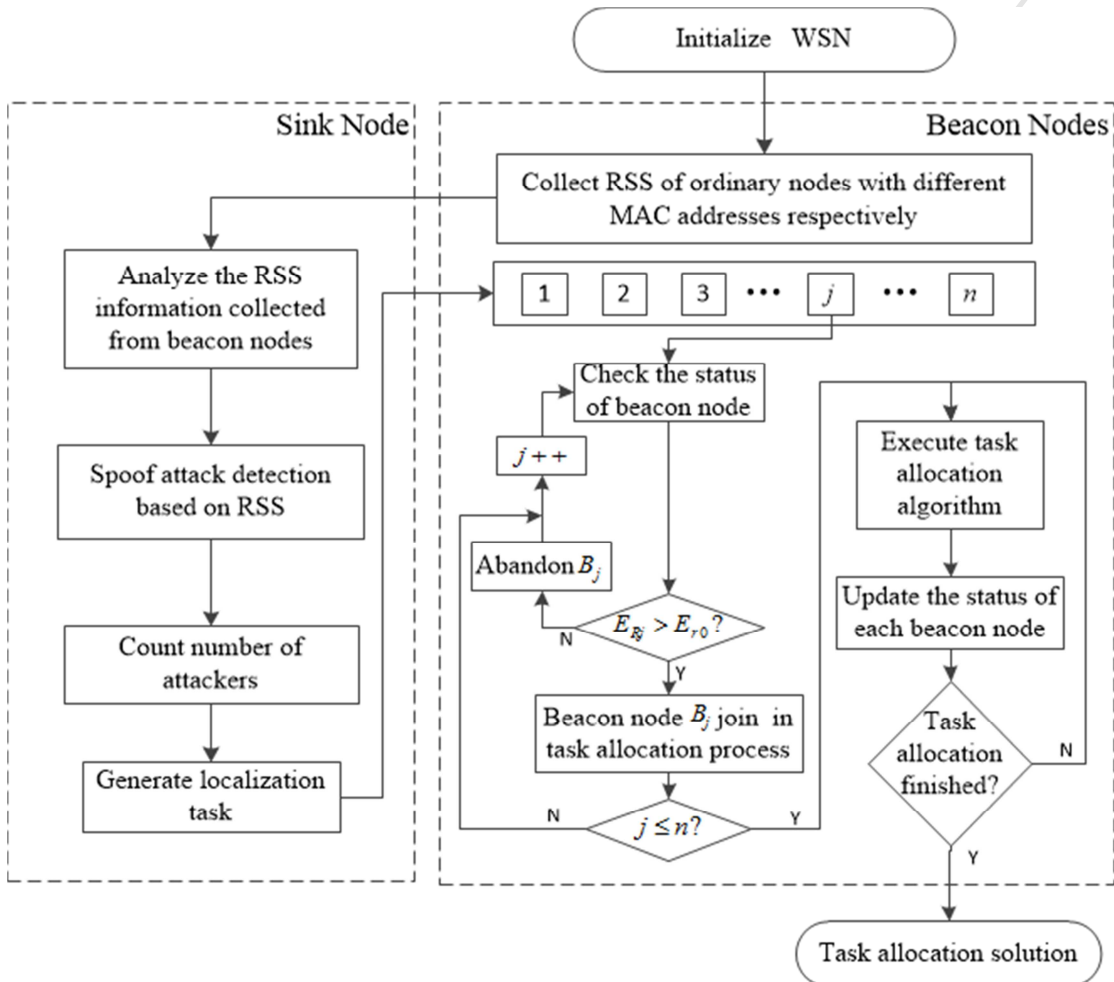 Initialize WSN
Sink Node
Beacon Nodes
Collect RSS of ordinary nodes with different
MAC addresses respectively
Analyze the RSS
information collected
from beacon nodes
1 2 3 ••• j ••• n
Check the status
of beacon node
j++
Execute task
allocation
algorithm
Spoof attack detection
based on RSS
Abandon B_j
Update the status of
each beacon node
E_Bj > E_r0?
N
Y
Count number of
attackers
Beacon node B_j join in
task allocation process
Task
allocation
finished?
N
Generate localization
task
j ≤ n?
N
Y
Y
Task allocation solution